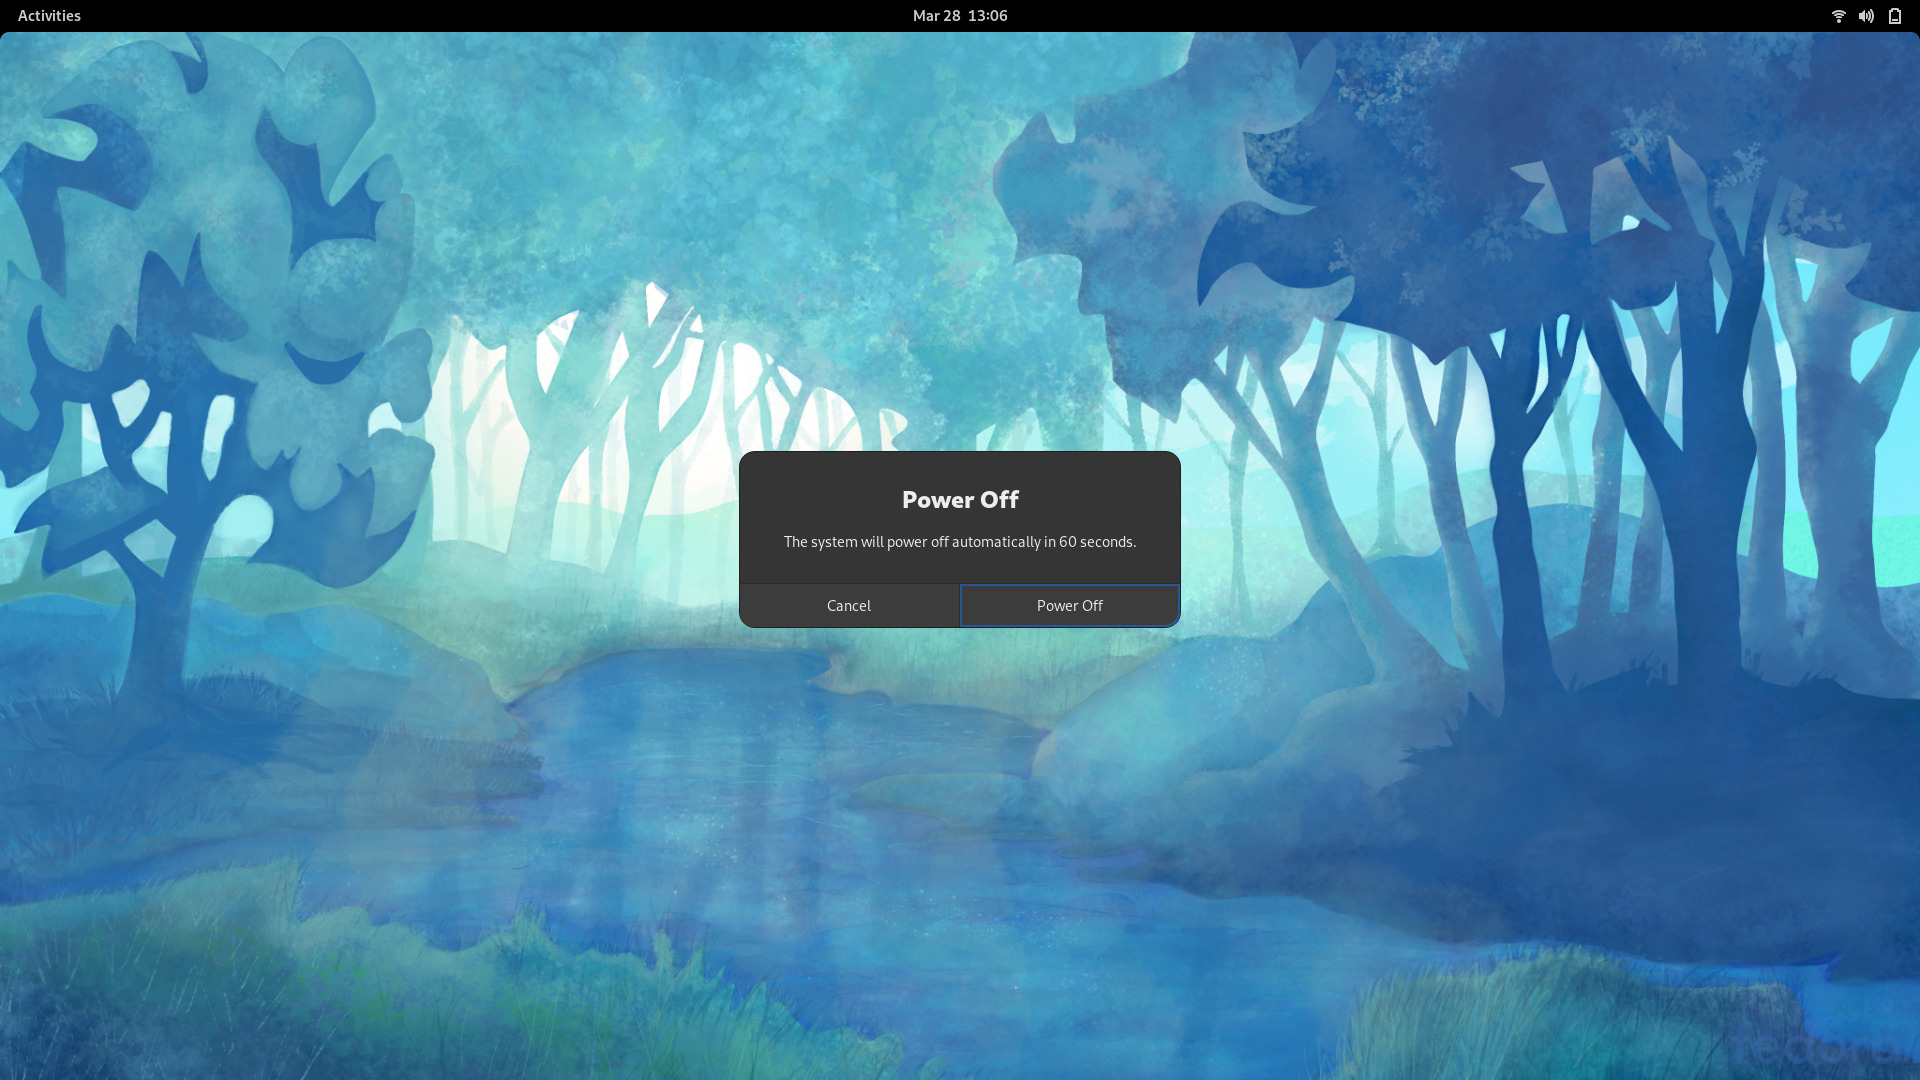 Activities
Mar 28 13:06
Power Off
The system will power off automatically in 60 seconds.
Cancel
Power Off
fedora